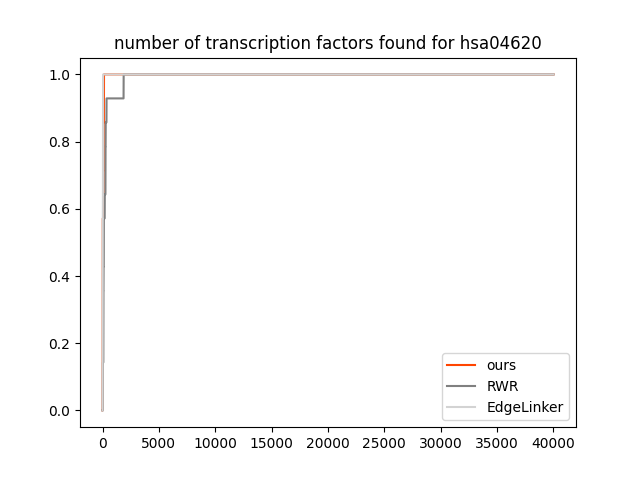 number of transcription factors found for hsa04620
1.0
0.8
0.6
0.4
0.2
0.0
ours
RWR
EdgeLinker
0 5000 10000 15000 20000 25000 30000 35000 40000